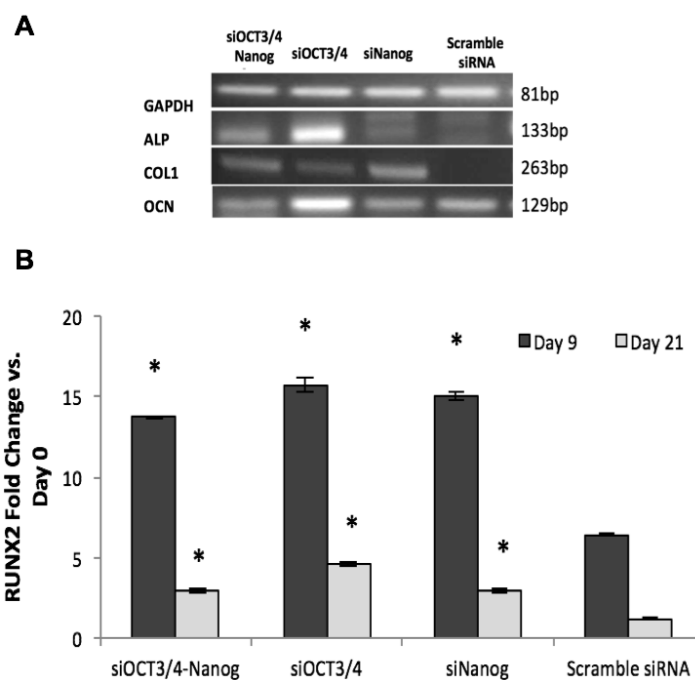 A
siOCT3/4 Nanog
siOCT3/4
siNanog
Scramble siRNA
GAPDH
81bp
ALP
133bp
COL1
263bp
OCN
129bp
B
RUNX2 Fold Change vs.
Day 0
20
15
10
5
0
*
*
*
*
*
*
Day 9
Day 21
siOCT3/4-Nanog
siOCT3/4
siNanog
Scramble siRNA